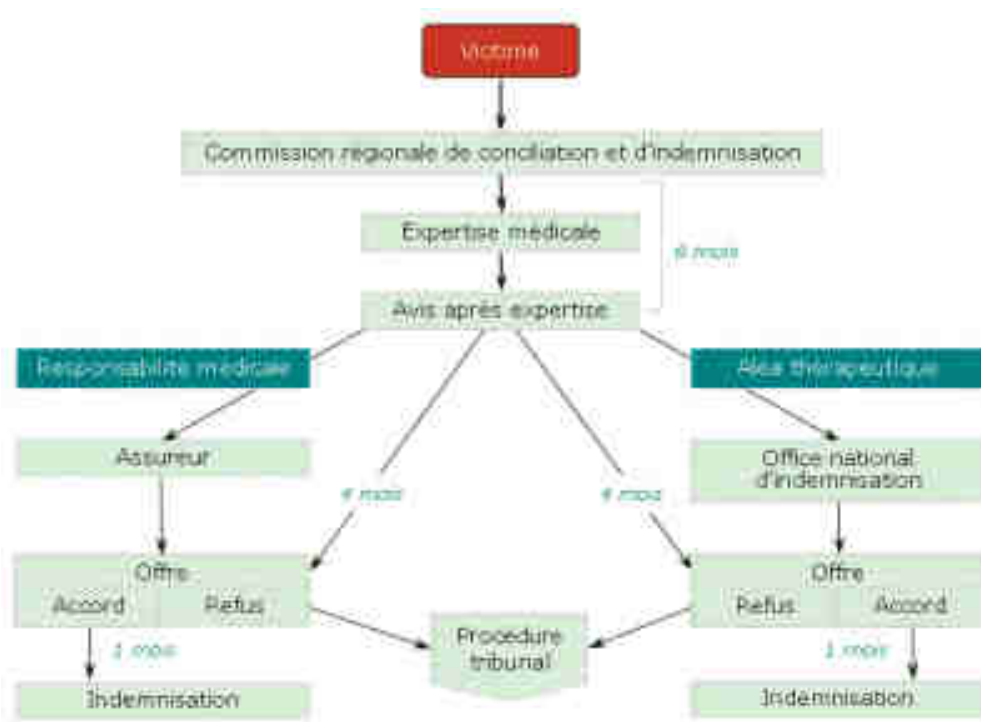 Victime
Commission régionale de conciliation et d'indemnisation
Expertise médicale
6 mois
Avis après expertise
Responsabilité médicale
Aléa thérapeutique
Assureur
Office national
d'indemnisation
4 mois
4 mois
Offre
Accord
Refus
Offre
Refus
Accord
1 mois
Procédure
tribunal
1 mois
Indemnisation
Indemnisation